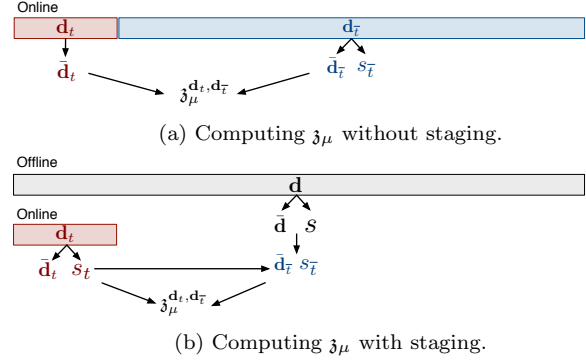 Online
𝐝_t 𝐝_t̄
𝐝̄_t 𝐝̄_t̄ s_t̄
𝔷_μ^{𝐝_t,𝐝_t̄}
(a) Computing 𝔷_μ without staging.
Offline
𝐝
Online
𝐝̄ s
𝐝_t
𝐝̄_t s_t 𝐝̄_t̄ s_t̄
𝔷_μ^{𝐝_t,𝐝_t̄}
(b) Computing 𝔷_μ with staging.